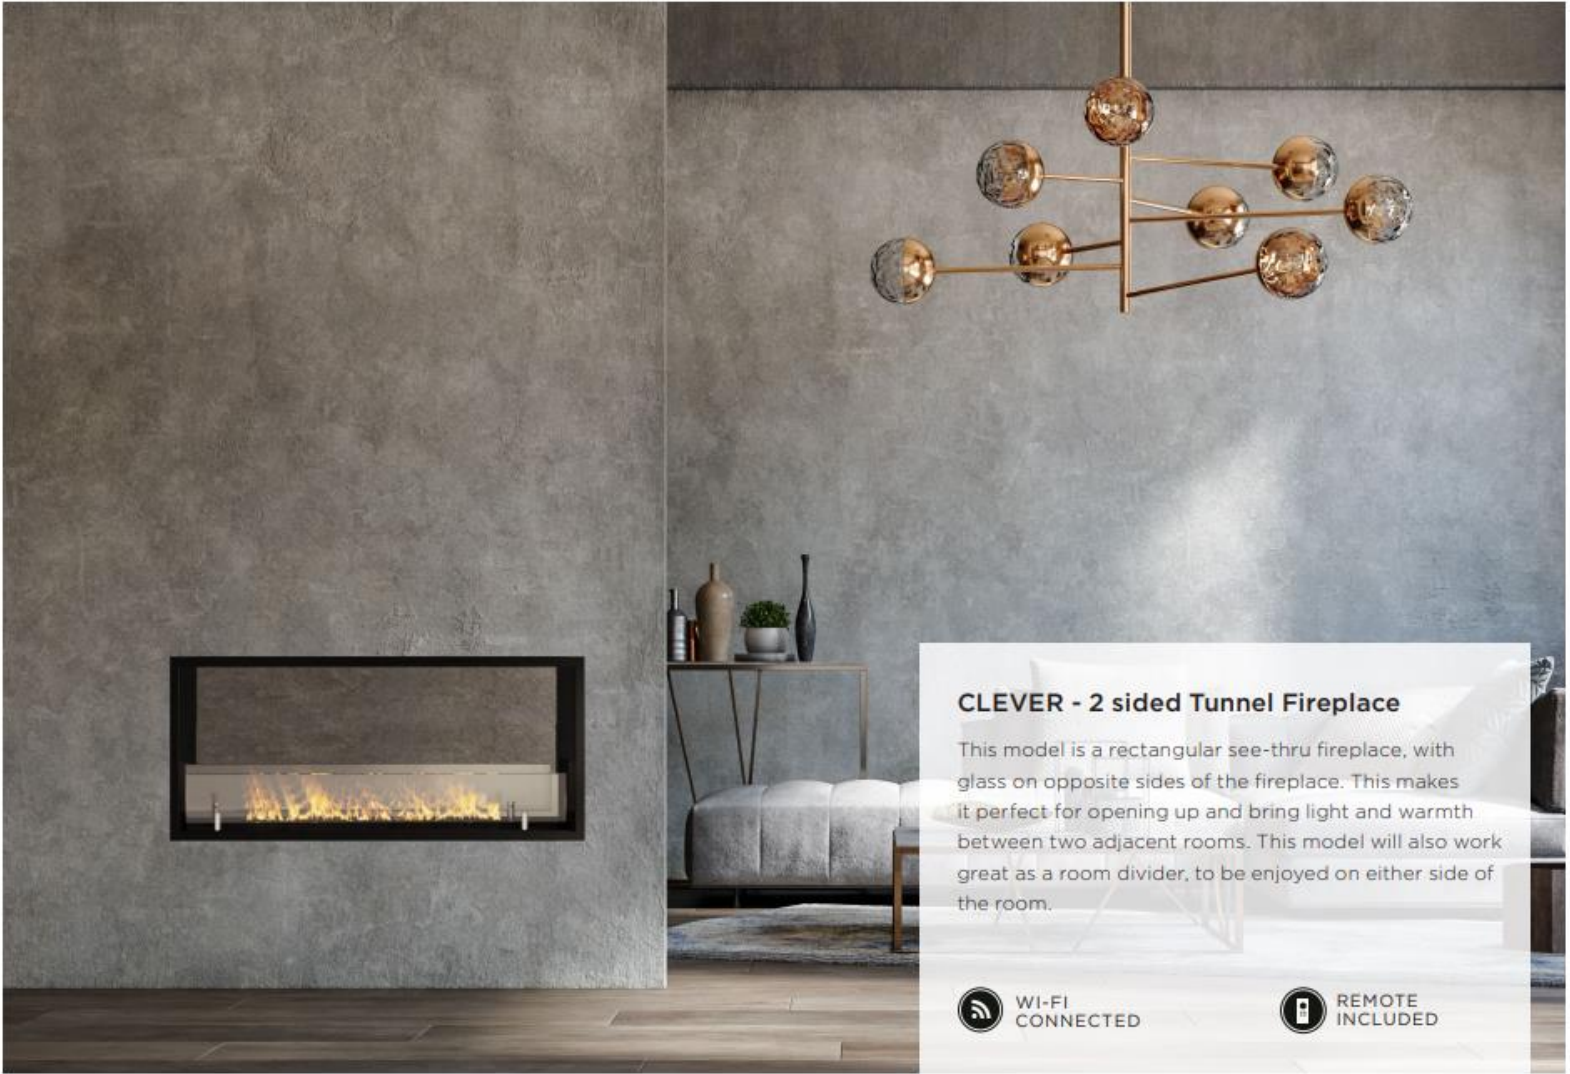 CLEVER - 2 sided Tunnel Fireplace
This model is a rectangular see-thru fireplace, with
glass on opposite sides of the fireplace. This makes
it perfect for opening up and bring light and warmth
between two adjacent rooms. This model will also work
great as a room divider, to be enjoyed on either side of
the room.
WI-FI
CONNECTED
REMOTE
INCLUDED